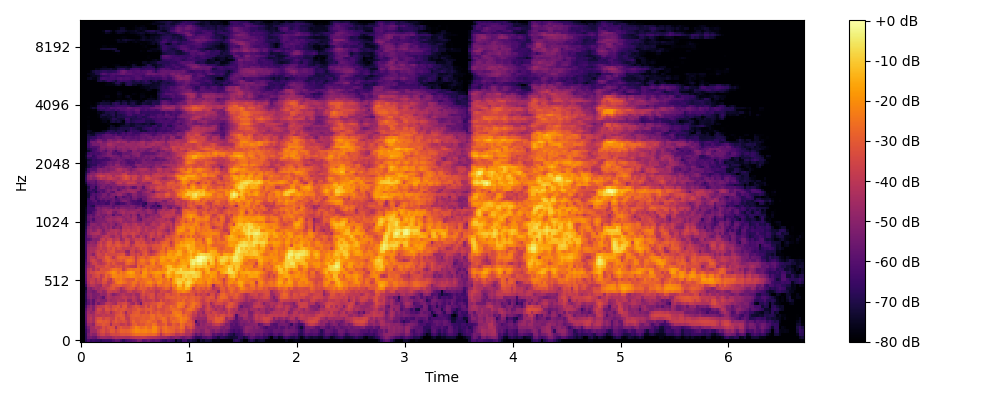 8192
4096
2048
1024
512
0
Hz
0 1 2 3 4 5 6
Time
+0 dB
-10 dB
-20 dB
-30 dB
-40 dB
-50 dB
-60 dB
-70 dB
-80 dB